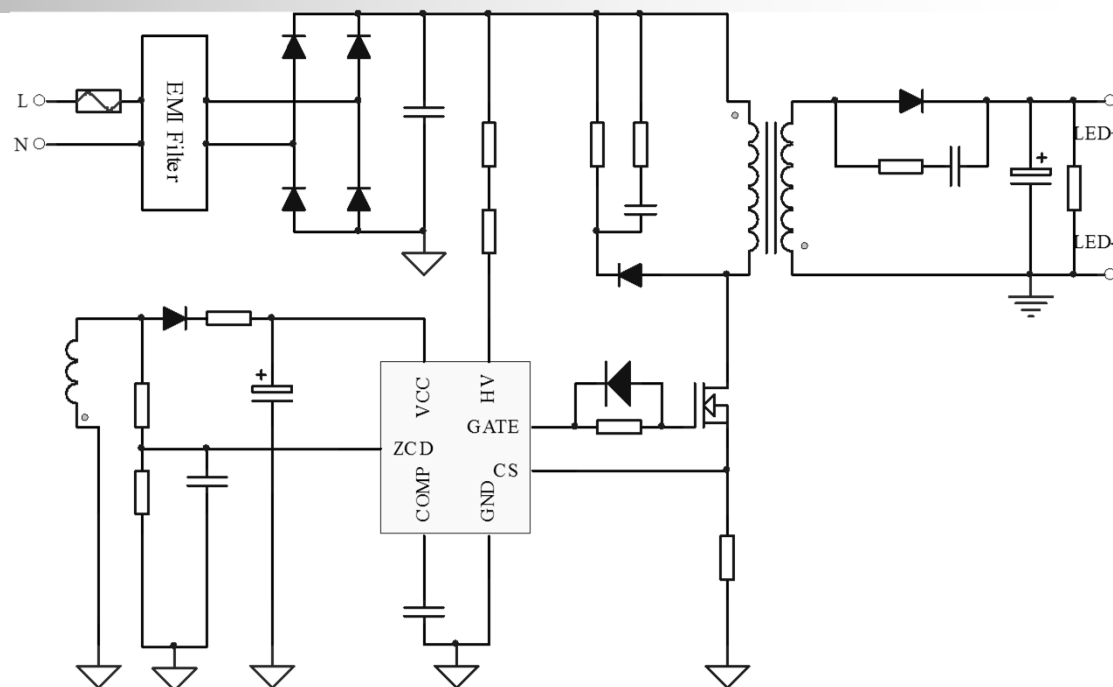 L
EMI Filter
N
LED
LED
+
+
VCC
HV
GATE
ZCD
CS
COMP
GND